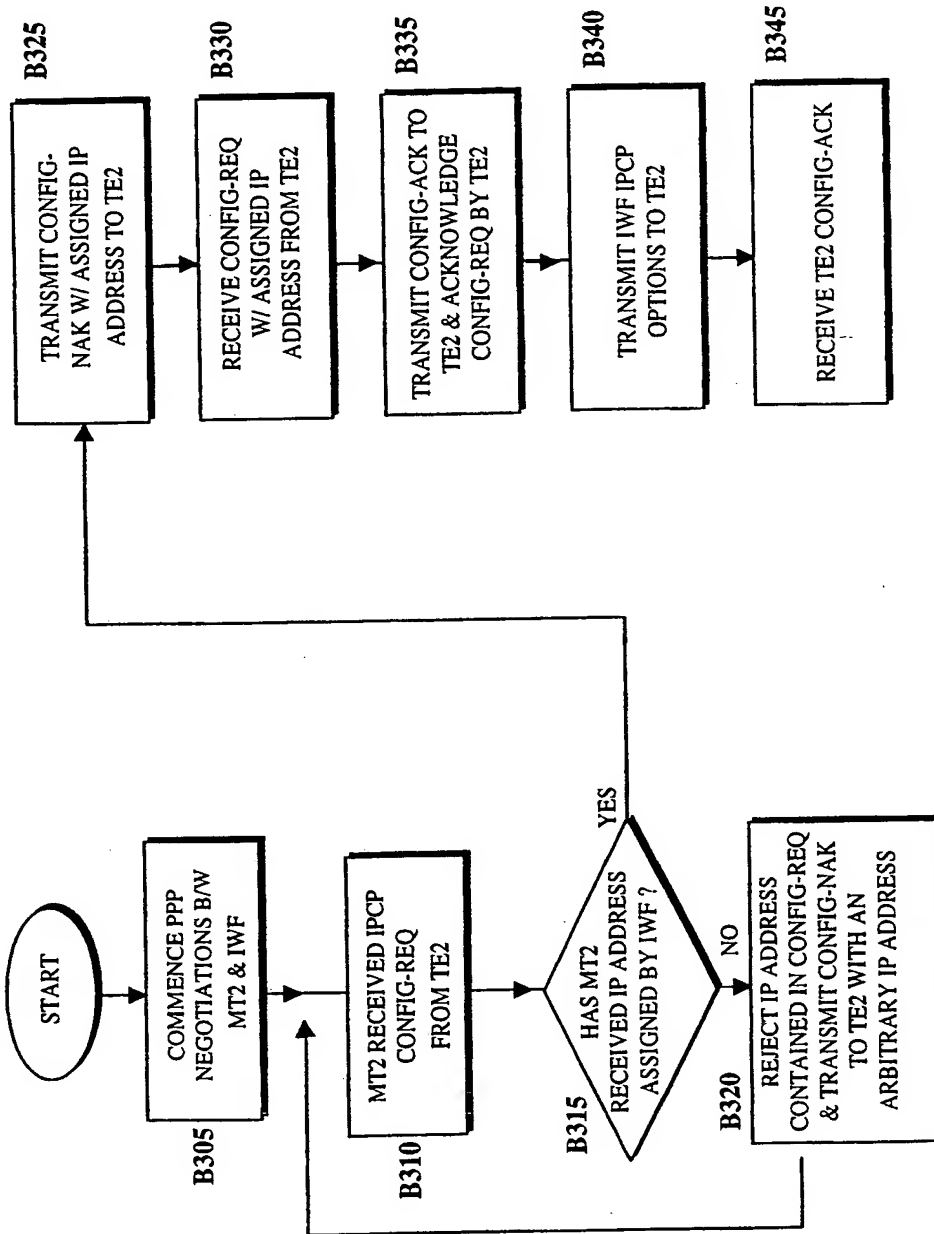 START
COMMENCE PPP
NEGOTIATIONS B/W
MT2 & IWF
B305
MT2 RECEIVED IPCP
CONFIG-REQ
FROM TE2
B310
HAS MT2
RECEIVED IP ADDRESS
ASSIGNED BY IWF ?
B315
YES
NO
B320
REJECT IP ADDRESS
CONTAINED IN CONFIG-REQ
& TRANSMIT CONFIG-NAK
TO TE2 WITH AN
ARBITRARY IP ADDRESS
B325
TRANSMIT CONFIG-
NAK W/ ASSIGNED IP
ADDRESS TO TE2
B330
RECEIVE CONFIG-REQ
W/ ASSIGNED IP
ADDRESS FROM TE2
B335
TRANSMIT CONFIG-ACK TO
TE2 & ACKNOWLEDGE
CONFIG-REQ BY TE2
B340
TRANSMIT IWF IPCP
OPTIONS TO TE2
B345
RECEIVE TE2 CONFIG-ACK